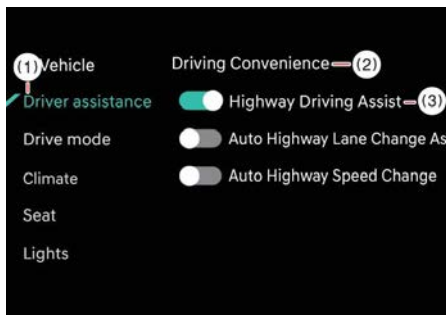 (1) Vehicle
Driver assistance
Drive mode
Climate
Seat
Lights
Driving Convenience (2)
Highway Driving Assist (3)
Auto Highway Lane Change As
Auto Highway Speed Change